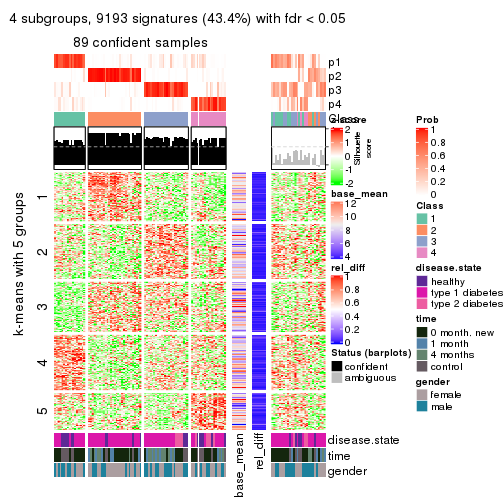 4 subgroups, 9193 signatures (43.4%) with fdr < 0.05
89 confident samples
p1
p2
p3
p4
Class
Silhouette
score
k-means with 5 groups
1
2
3
4
5
z-score
2
1
0
-1
-2
base_mean
12
10
8
6
4
rel_diff
1
0.8
0.6
0.4
0.2
0
Status (barplots)
confident
ambiguous
Prob
1
0.8
0.6
0.4
0.2
0
Class
1
2
3
4
disease.state
healthy
type 1 diabetes
type 2 diabetes
time
0 month. new
1 month
4 months
control
gender
female
male
disease.state
time
gender
base_mean
rel_diff